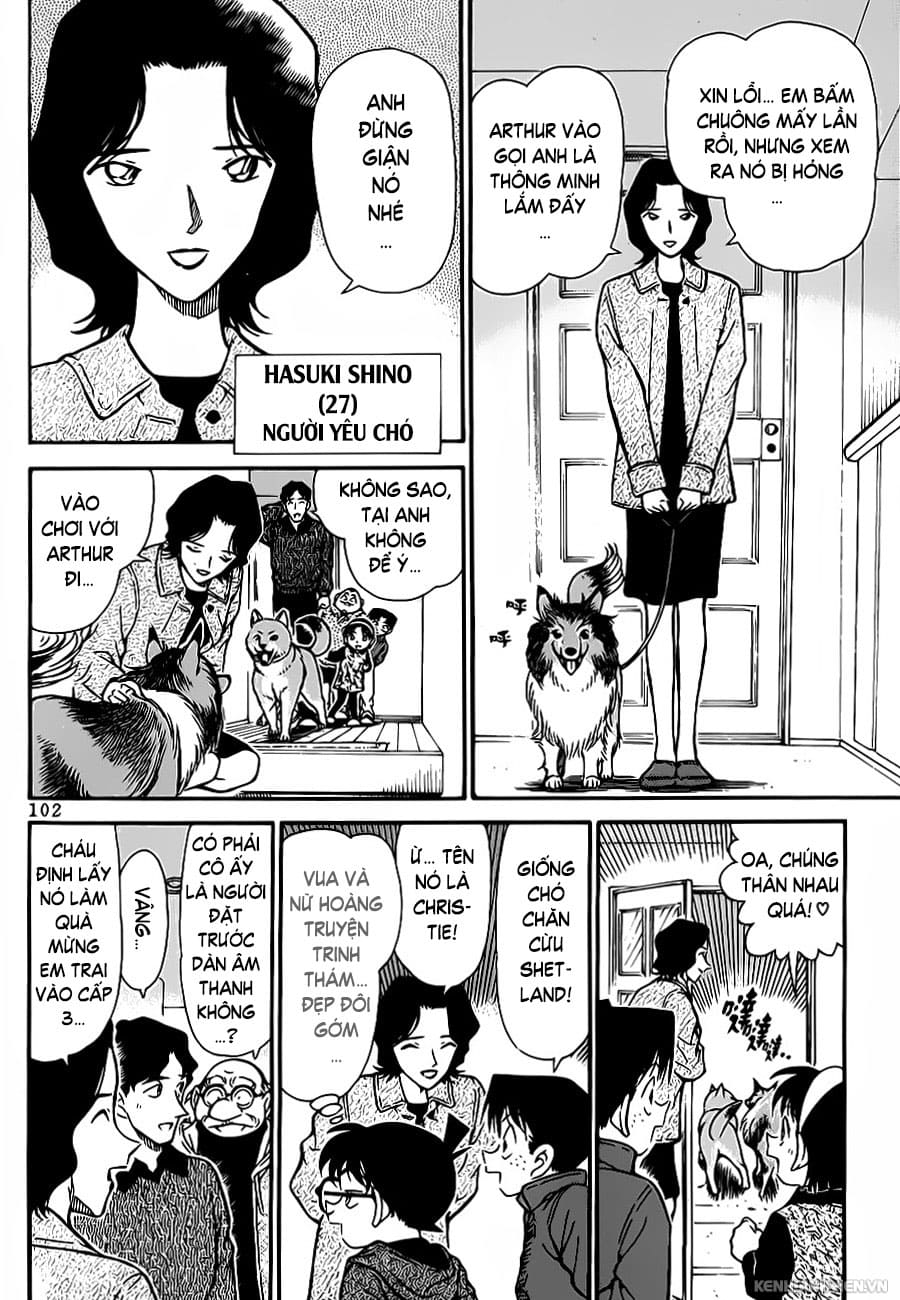 XIN LỖI... EM BẤM
CHUÔNG MẤY LẦN
RỒI, NHƯNG XEM
RA NÓ BỊ HỎNG
...
ARTHUR VÀO
GỌI ANH LÀ
THÔNG MINH
LẮM ĐẤY
...
呼
呼
ANH
ĐỪNG
GIẬN
NÓ
NHÉ
...
HASUKI SHINO
(27)
NGƯỜI YÊU CHÓ
KHÔNG SAO,
TẠI ANH
KHÔNG
ĐỂ Ý...
VÀO
CHƠI VỚI
ARTHUR
ĐI...
102
OA, CHÚNG
THÂN NHAU
QUÁ!♡
GIỐNG
CHÓ
CHĂN
CỪU
SHET-
LAND!
Ừ... TÊN
NÓ LÀ
CHRIS-
TIE!
VUA VÀ
NỮ HOÀNG
TRUYỆN
TRINH
THÁM...
ĐẸP ĐÔI
GỚM
...
CÓ PHẢI
CÔ ẤY
LÀ NGƯỜI
ĐẶT
TRƯỚC
DÀN ÂM
THANH
KHÔNG
...?
VÂNG...
CHÁU
ĐỊNH LẤY
NÓ LÀM
QUÀ
MỪNG
EM TRAI
VÀO CẤP
3...